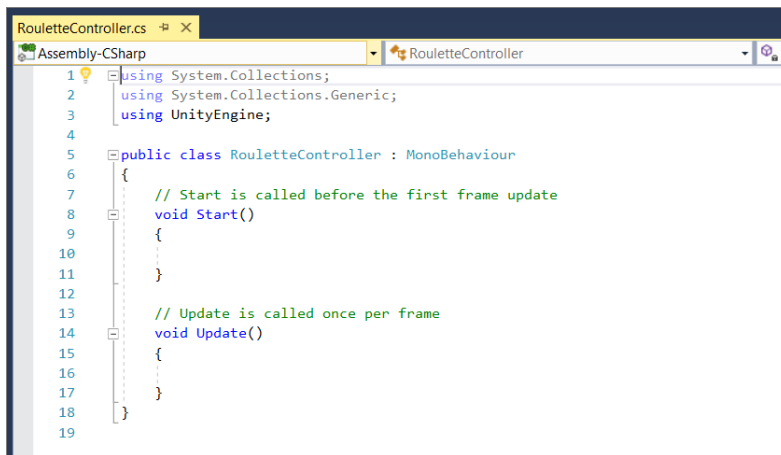 RouletteController.cs
Assembly-CSharp RouletteController
1 using System.Collections;
2 using System.Collections.Generic;
3 using UnityEngine;
4
5 public class RouletteController : MonoBehaviour
6 {
7 // Start is called before the first frame update
8 void Start()
9 {
10
11 }
12
13 // Update is called once per frame
14 void Update()
15 {
16
17 }
18 }
19